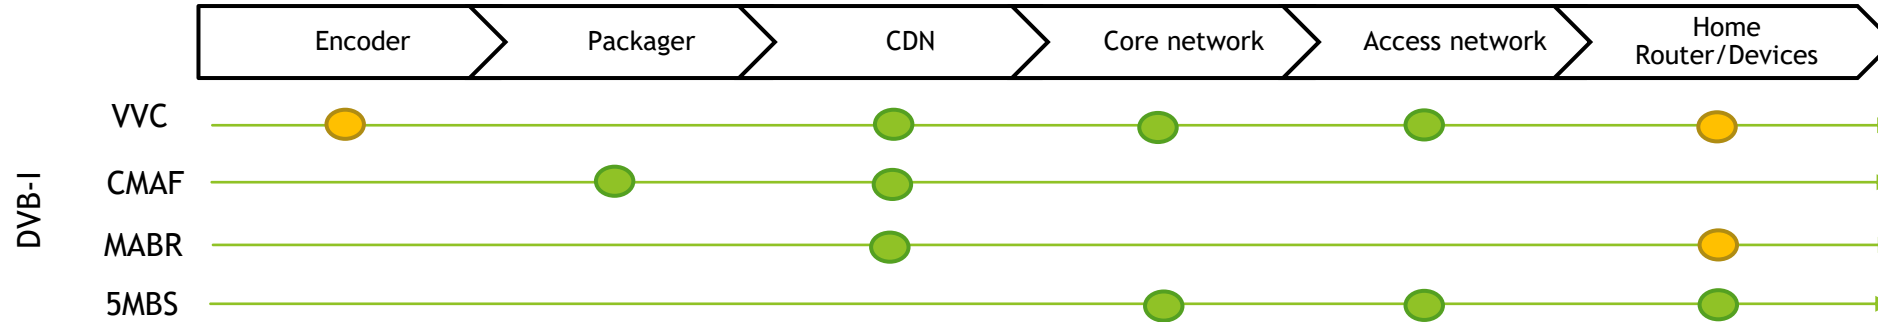 Encoder
Packager
CDN
Core network
Access network
Home
Router/Devices
DVB-I
VVC
CMAF
MABR
5MBS